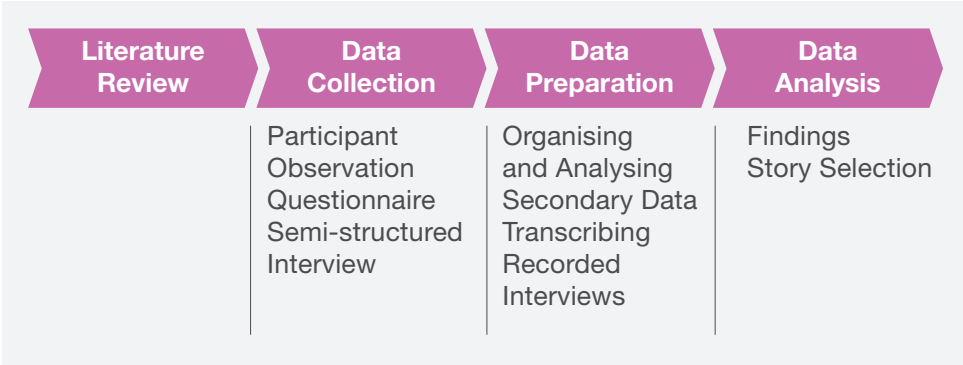 Literature
Review
Data
Collection
Data
Preparation
Data
Analysis
Participant
Observation
Questionnaire
Semi-structured
Interview
Organising
and Analysing
Secondary Data
Transcribing
Recorded
Interviews
Findings
Story Selection